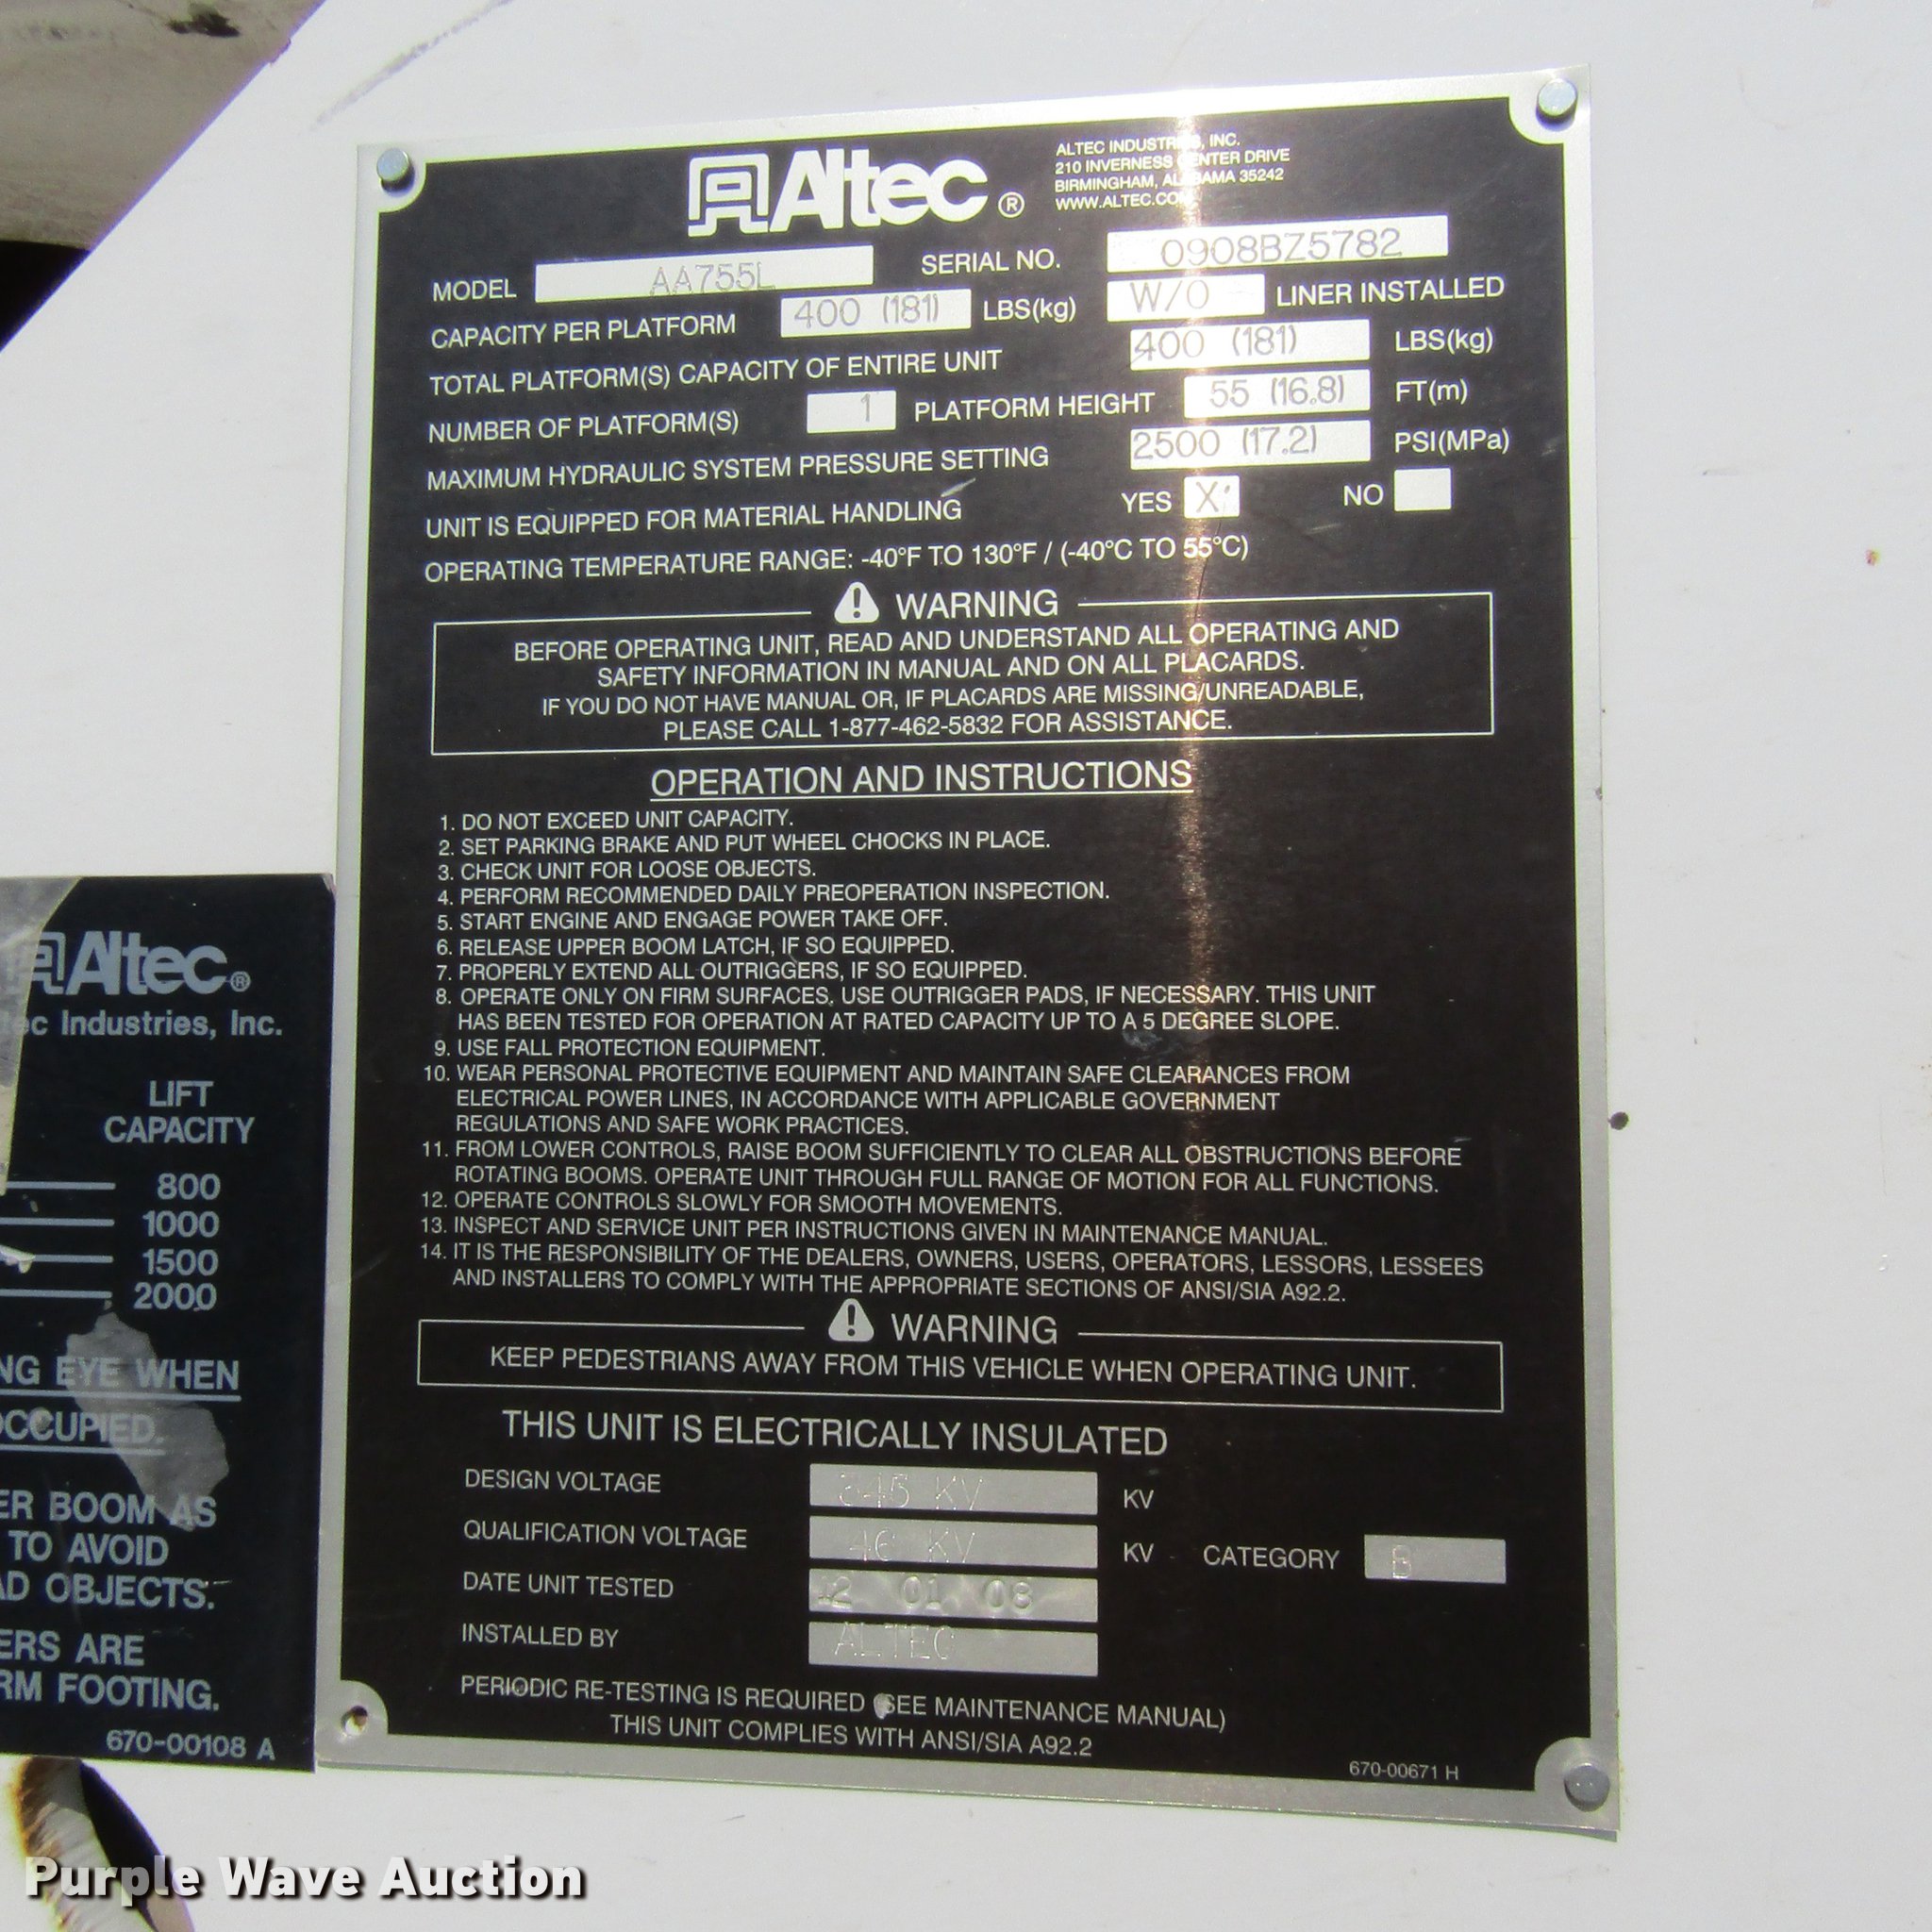 Altec ®
ALTEC INDUSTRIES, INC.
210 INVERNESS CENTER DRIVE
BIRMINGHAM, ALABAMA 35242
WWW.ALTEC.COM
MODEL AA755L SERIAL NO. 0908BZ5782
CAPACITY PER PLATFORM 400 (181) LBS(kg) W/O LINER INSTALLED
TOTAL PLATFORM(S) CAPACITY OF ENTIRE UNIT 400 (181) LBS(kg)
NUMBER OF PLATFORM(S) 1 PLATFORM HEIGHT 55 (16.8) FT(m)
MAXIMUM HYDRAULIC SYSTEM PRESSURE SETTING 2500 (17.2) PSI(MPa)
UNIT IS EQUIPPED FOR MATERIAL HANDLING YES X NO
OPERATING TEMPERATURE RANGE: -40°F TO 130°F / (-40°C TO 55°C)
WARNING
BEFORE OPERATING UNIT, READ AND UNDERSTAND ALL OPERATING AND
SAFETY INFORMATION IN MANUAL AND ON ALL PLACARDS.
IF YOU DO NOT HAVE MANUAL OR, IF PLACARDS ARE MISSING/UNREADABLE,
PLEASE CALL 1-877-462-5832 FOR ASSISTANCE.
OPERATION AND INSTRUCTIONS
1. DO NOT EXCEED UNIT CAPACITY.
2. SET PARKING BRAKE AND PUT WHEEL CHOCKS IN PLACE.
3. CHECK UNIT FOR LOOSE OBJECTS.
4. PERFORM RECOMMENDED DAILY PREOPERATION INSPECTION.
5. START ENGINE AND ENGAGE POWER TAKE OFF.
6. RELEASE UPPER BOOM LATCH, IF SO EQUIPPED.
7. PROPERLY EXTEND ALL OUTRIGGERS, IF SO EQUIPPED.
8. OPERATE ONLY ON FIRM SURFACES. USE OUTRIGGER PADS, IF NECESSARY. THIS UNIT
HAS BEEN TESTED FOR OPERATION AT RATED CAPACITY UP TO A 5 DEGREE SLOPE.
9. USE FALL PROTECTION EQUIPMENT.
10. WEAR PERSONAL PROTECTIVE EQUIPMENT AND MAINTAIN SAFE CLEARANCES FROM
ELECTRICAL POWER LINES, IN ACCORDANCE WITH APPLICABLE GOVERNMENT
REGULATIONS AND SAFE WORK PRACTICES.
11. FROM LOWER CONTROLS, RAISE BOOM SUFFICIENTLY TO CLEAR ALL OBSTRUCTIONS BEFORE
ROTATING BOOMS. OPERATE UNIT THROUGH FULL RANGE OF MOTION FOR ALL FUNCTIONS.
12. OPERATE CONTROLS SLOWLY FOR SMOOTH MOVEMENTS.
13. INSPECT AND SERVICE UNIT PER INSTRUCTIONS GIVEN IN MAINTENANCE MANUAL.
14. IT IS THE RESPONSIBILITY OF THE DEALERS, OWNERS, USERS, OPERATORS, LESSORS, LESSEES
AND INSTALLERS TO COMPLY WITH THE APPROPRIATE SECTIONS OF ANSI/SIA A92.2.
WARNING
KEEP PEDESTRIANS AWAY FROM THIS VEHICLE WHEN OPERATING UNIT.
THIS UNIT IS ELECTRICALLY INSULATED
DESIGN VOLTAGE KV KV
QUALIFICATION VOLTAGE 46 KV KV CATEGORY B
DATE UNIT TESTED 12 01 08
INSTALLED BY ALTEC
PERIODIC RE-TESTING IS REQUIRED (SEE MAINTENANCE MANUAL)
THIS UNIT COMPLIES WITH ANSI/SIA A92.2
670-00671 H
Altec ®
tec Industries, Inc.
LIFT
CAPACITY
800
1000
1500
2000
NG EYE WHEN
OCCUPIED.
ER BOOM AS
TO AVOID
AD OBJECTS.
ERS ARE
RM FOOTING.
670-00108 A
Purple Wave Auction